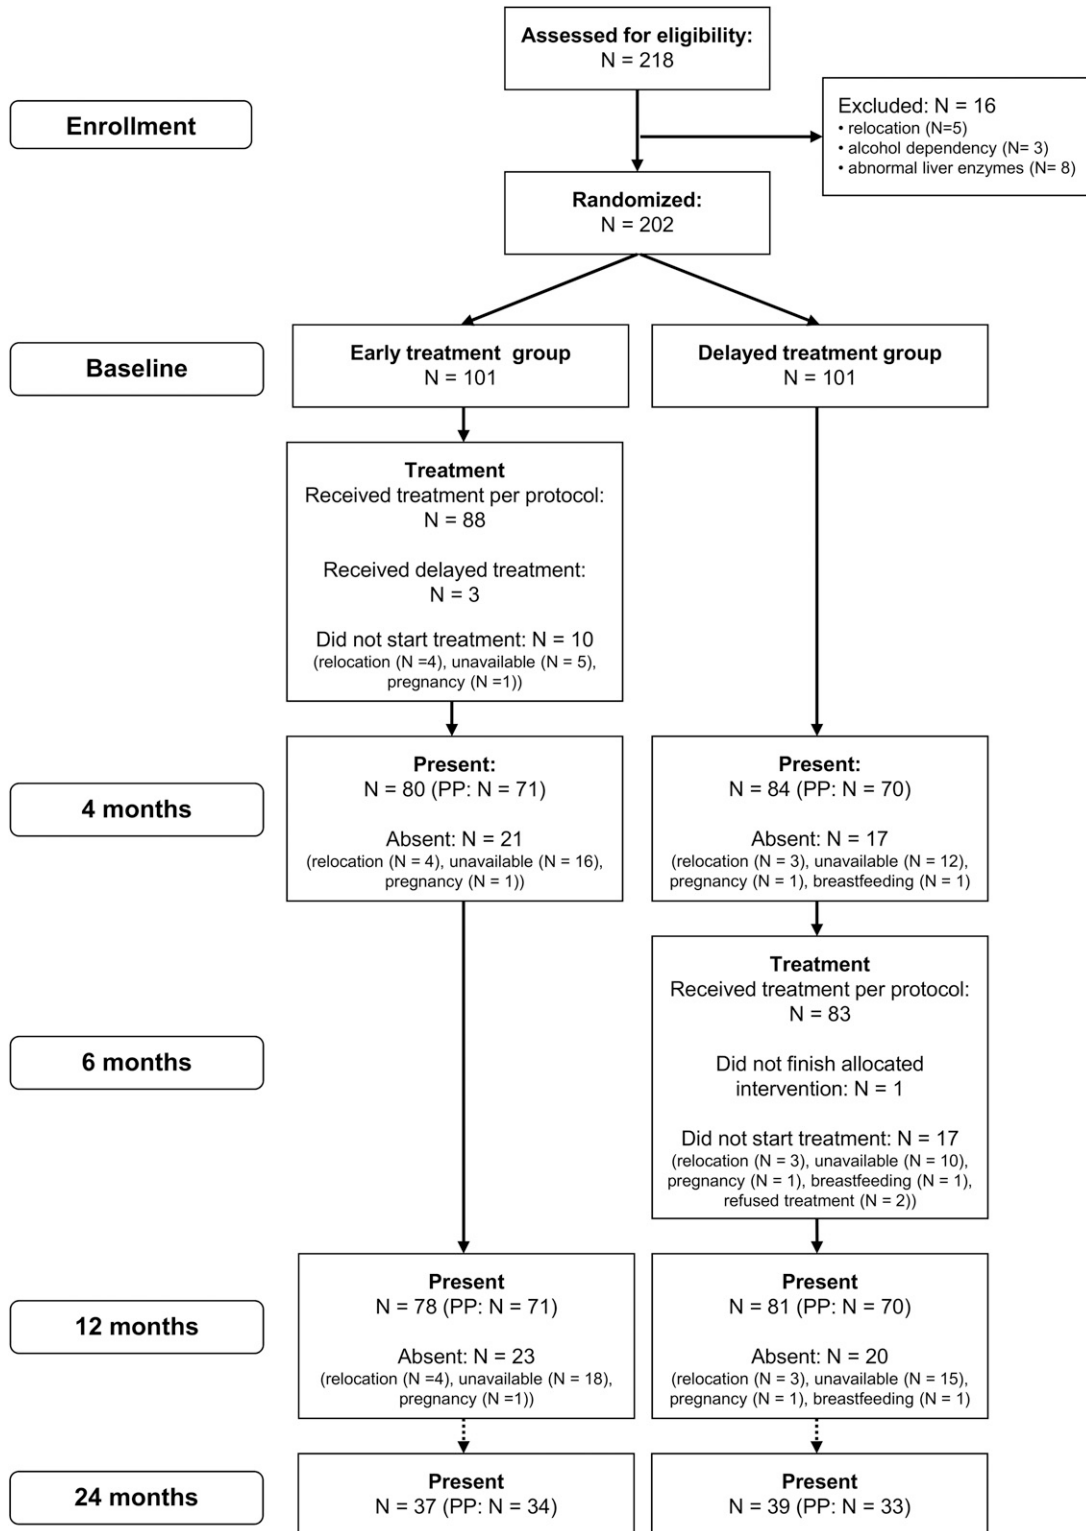 Assessed for eligibility:
N = 218
Enrollment
Excluded: N = 16
• relocation (N=5)
• alcohol dependency (N= 3)
• abnormal liver enzymes (N= 8)
Randomized:
N = 202
Baseline
Early treatment group
N = 101
Delayed treatment group
N = 101
Treatment
Received treatment per protocol:
N = 88
Received delayed treatment:
N = 3
Did not start treatment: N = 10
(relocation (N =4), unavailable (N = 5),
pregnancy (N =1))
4 months
Present:
N = 80 (PP: N = 71)
Absent: N = 21
(relocation (N = 4), unavailable (N = 16),
pregnancy (N = 1))
Present:
N = 84 (PP: N = 70)
Absent: N = 17
(relocation (N = 3), unavailable (N = 12),
pregnancy (N = 1), breastfeeding (N = 1)
6 months
Treatment
Received treatment per protocol:
N = 83
Did not finish allocated
intervention: N = 1
Did not start treatment: N = 17
(relocation (N = 3), unavailable (N = 10),
pregnancy (N = 1), breastfeeding (N = 1),
refused treatment (N = 2))
12 months
Present
N = 78 (PP: N = 71)
Absent: N = 23
(relocation (N =4), unavailable (N = 18),
pregnancy (N =1))
Present
N = 81 (PP: N = 70)
Absent: N = 20
(relocation (N = 3), unavailable (N = 15),
pregnancy (N = 1), breastfeeding (N = 1)
24 months
Present
N = 37 (PP: N = 34)
Present
N = 39 (PP: N = 33)